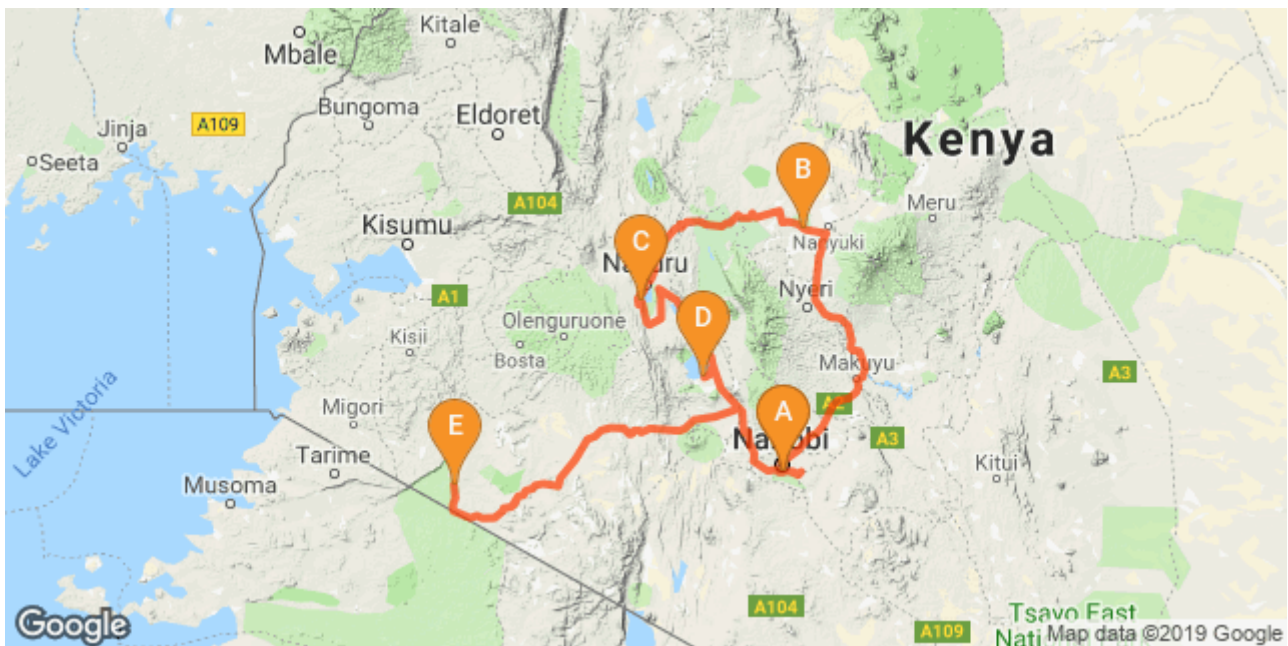 Kitale
Mbale
Bungoma
Eldoret
Jinja
A109
Seeta
Kenya
B
Meru
A104
Kisumu
Nanyuki
C
Nakuru
A1
Nyeri
D
Olenguruone
Kisii
Bosta
Makuyu
A3
A2
Lake Victoria
Migori
E
A
Nairobi
A3
Tarime
Kitui
Musoma
A104
Tsavo East
A109
Google
Map data ©2019 Google